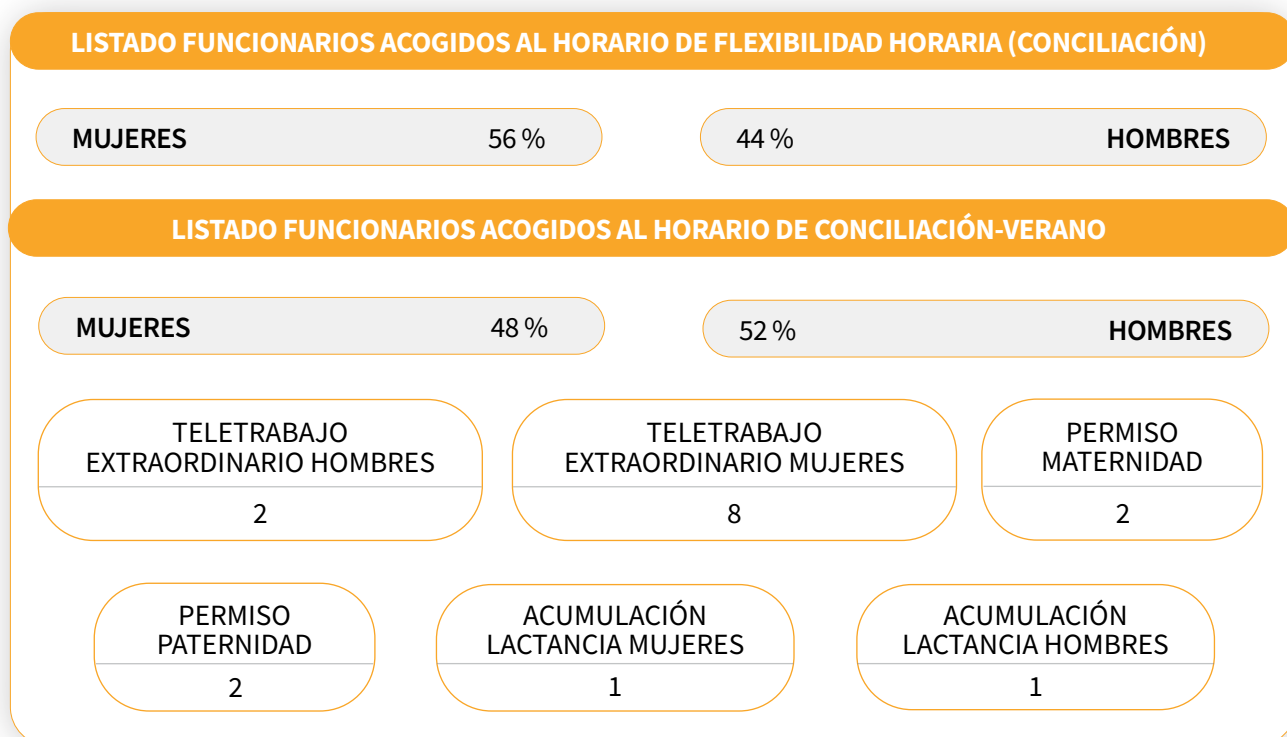 LISTADO FUNCIONARIOS ACOGIDOS AL HORARIO DE FLEXIBILIDAD HORARIA (CONCILIACIÓN)
MUJERES 56 % 44 % HOMBRES
LISTADO FUNCIONARIOS ACOGIDOS AL HORARIO DE CONCILIACIÓN-VERANO
MUJERES 48 % 52 % HOMBRES
TELETRABAJO
EXTRAORDINARIO HOMBRES
2
TELETRABAJO
EXTRAORDINARIO MUJERES
8
PERMISO
MATERNIDAD
2
PERMISO
PATERNIDAD
2
ACUMULACIÓN
LACTANCIA MUJERES
1
ACUMULACIÓN
LACTANCIA HOMBRES
1